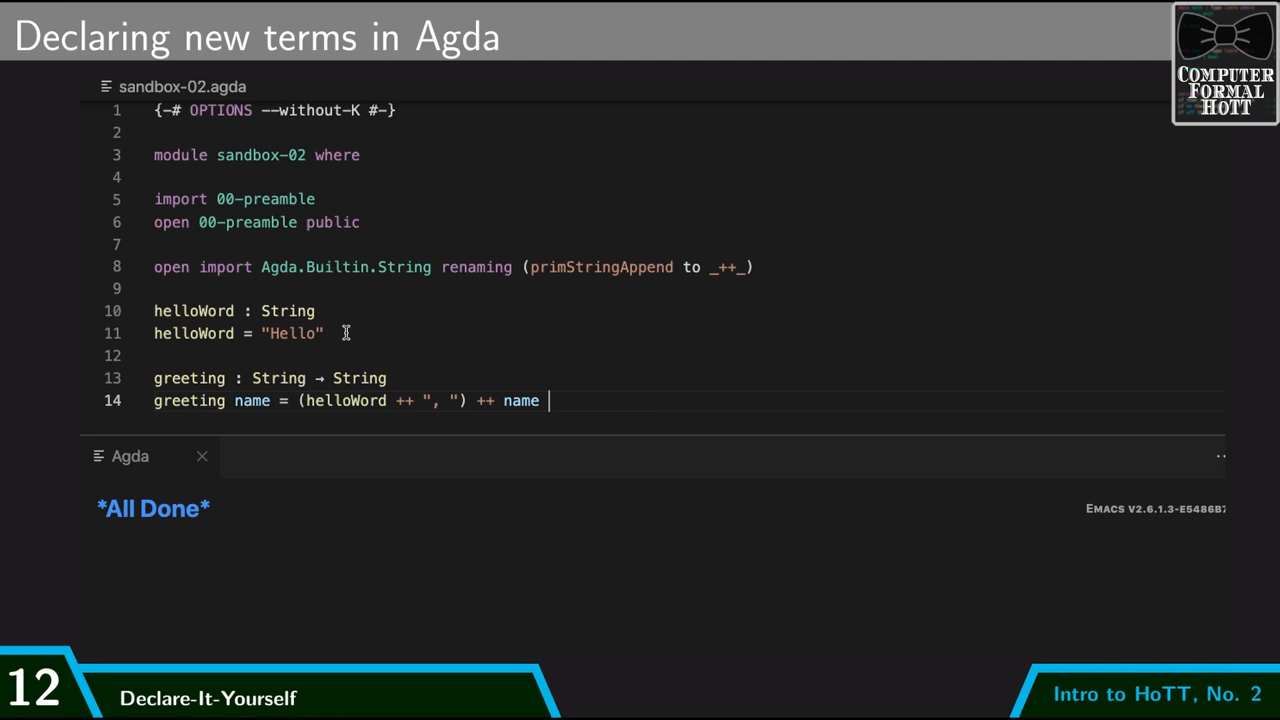 Declaring new terms in Agda
COMPUTER
FORMAL
HOTT
sandbox-02.agda
1 {-# OPTIONS --without-K #-}
2
3 module sandbox-02 where
4
5 import 00-preamble
6 open 00-preamble public
7
8 open import Agda.Builtin.String renaming (primStringAppend to _++_)
9
10 helloWord : String
11 helloWord = "Hello"
12
13 greeting : String → String
14 greeting name = (helloWord ++ ", ") ++ name
Agda
*All Done*
EMACS V2.6.1.3-E5486B7
12
Declare-It-Yourself
Intro to HoTT, No. 2